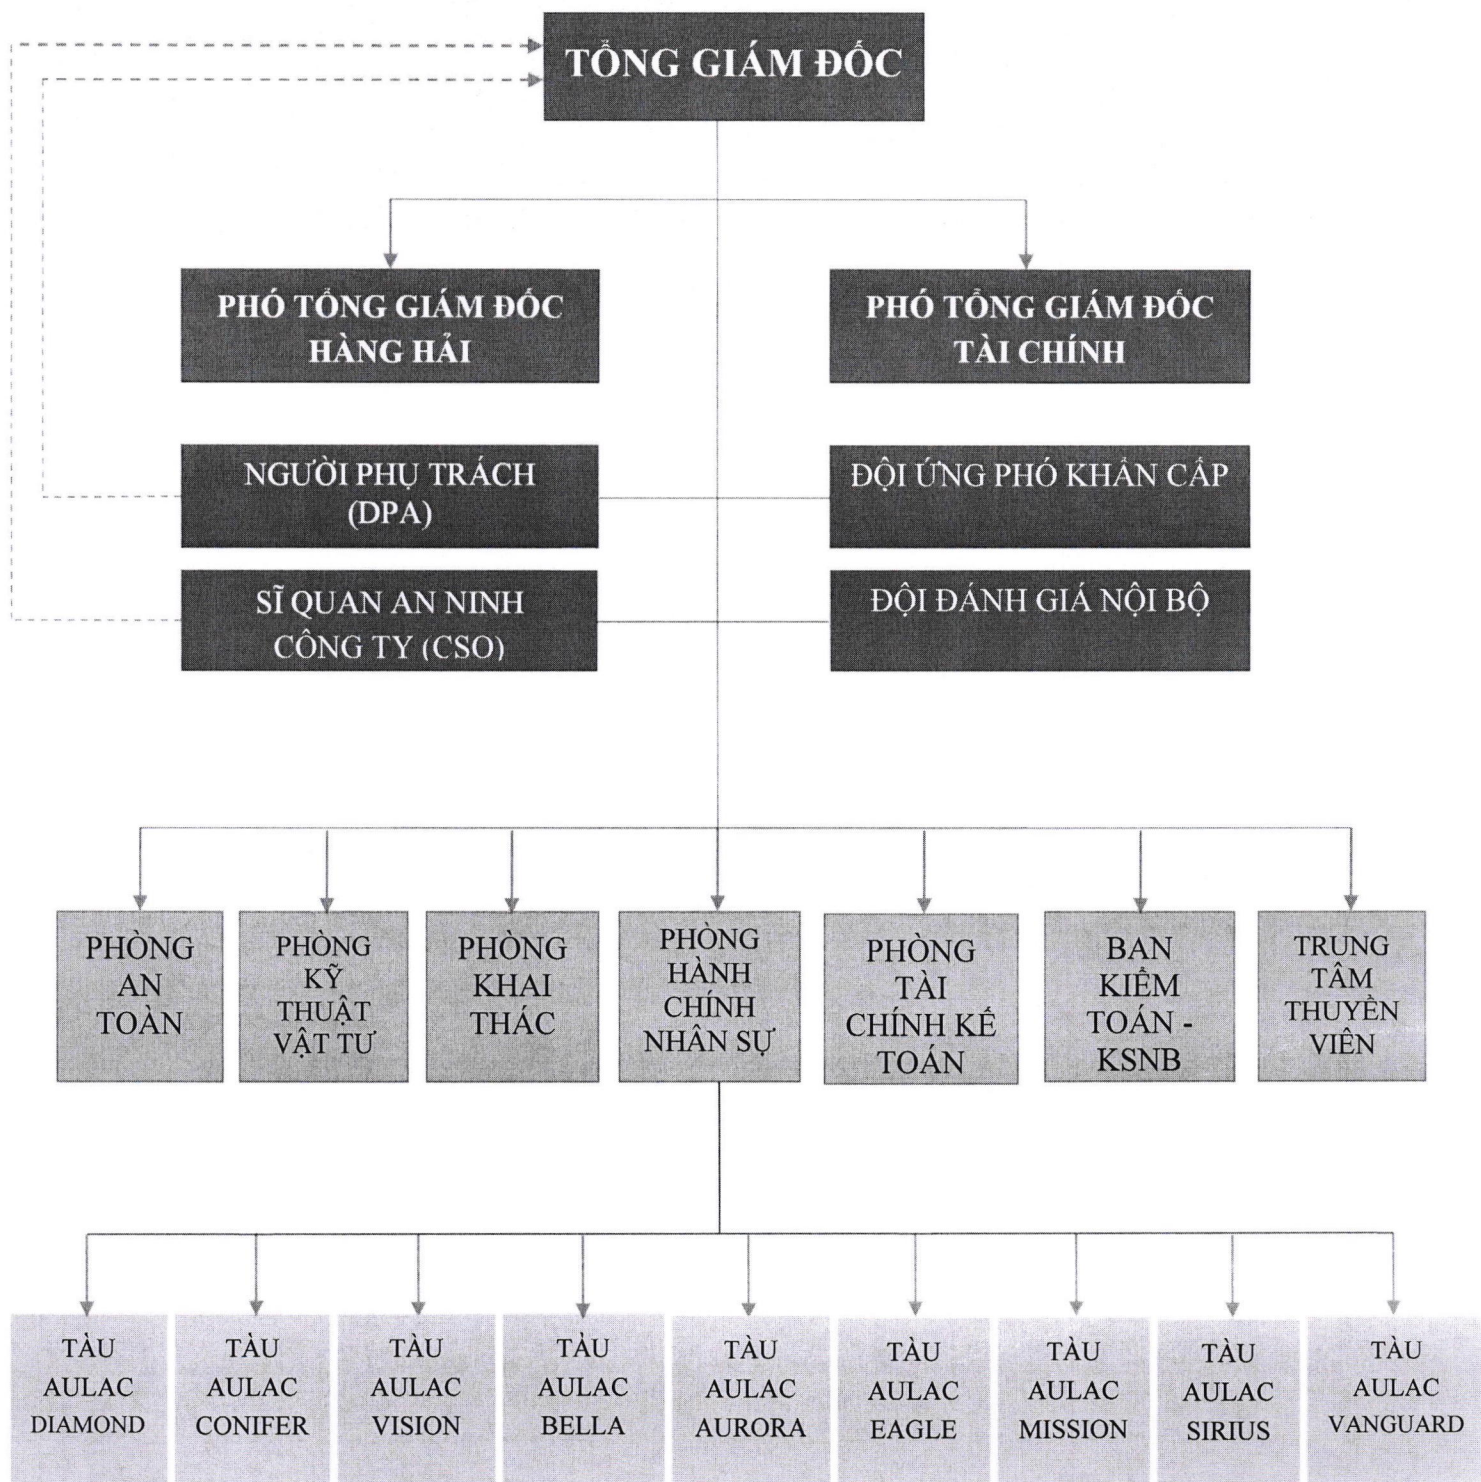 TỔNG GIÁM ĐỐC
PHÓ TỔNG GIÁM ĐỐC
HÀNG HẢI
PHÓ TỔNG GIÁM ĐỐC
TÀI CHÍNH
NGƯỜI PHỤ TRÁCH
(DPA)
ĐỘI ỨNG PHÓ KHẨN CẤP
SĨ QUAN AN NINH
CÔNG TY (CSO)
ĐỘI ĐÁNH GIÁ NỘI BỘ
PHÒNG
AN
TOÀN
PHÒNG
KỸ
THUẬT
VẬT TƯ
PHÒNG
KHAI
THÁC
PHÒNG
HÀNH
CHÍNH
NHÂN SỰ
PHÒNG
TÀI
CHÍNH KẾ
TOÁN
BAN
KIỂM
TOÁN -
KSNB
TRUNG
TÂM
THUYỀN
VIÊN
TÀU
AULAC
DIAMOND
TÀU
AULAC
CONIFER
TÀU
AULAC
VISION
TÀU
AULAC
BELLA
TÀU
AULAC
AURORA
TÀU
AULAC
EAGLE
TÀU
AULAC
MISSION
TÀU
AULAC
SIRIUS
TÀU
AULAC
VANGUARD